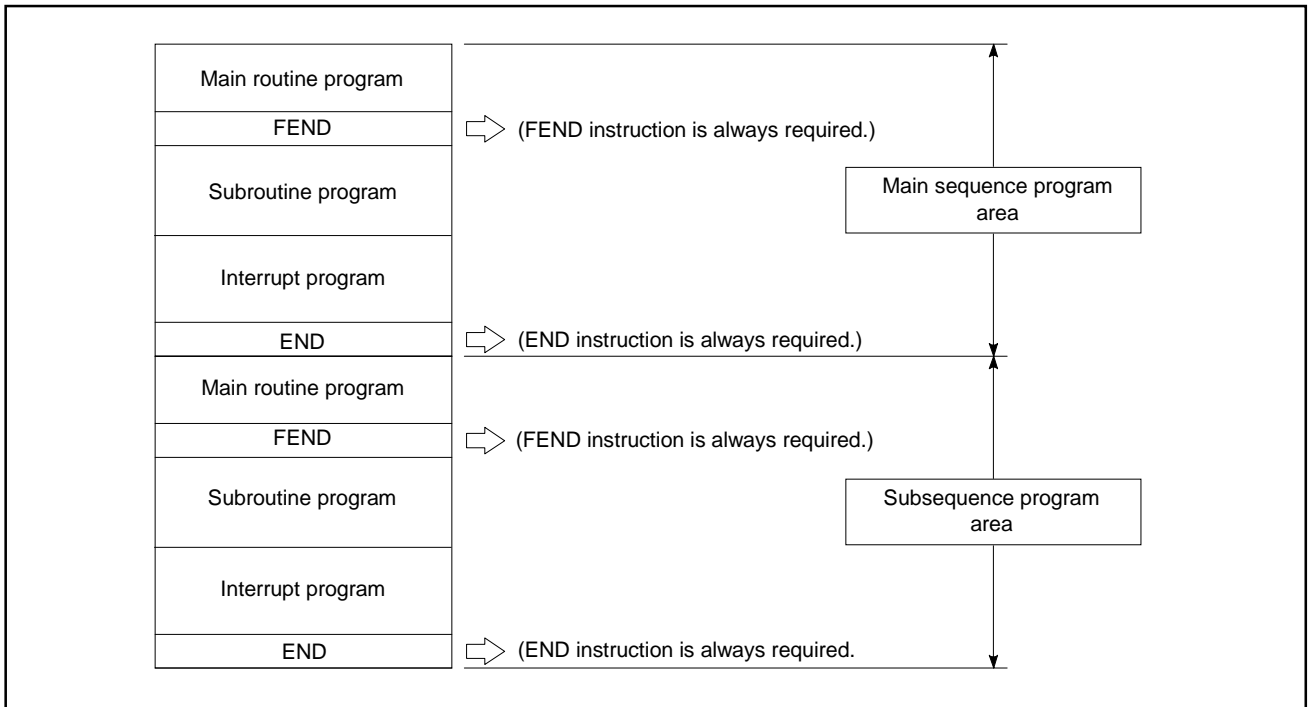 Main routine program
FEND
(FEND instruction is always required.)
Subroutine program
Main sequence program
area
Interrupt program
END
(END instruction is always required.)
Main routine program
FEND
(FEND instruction is always required.)
Subroutine program
Subsequence program
area
Interrupt program
END
(END instruction is always required.